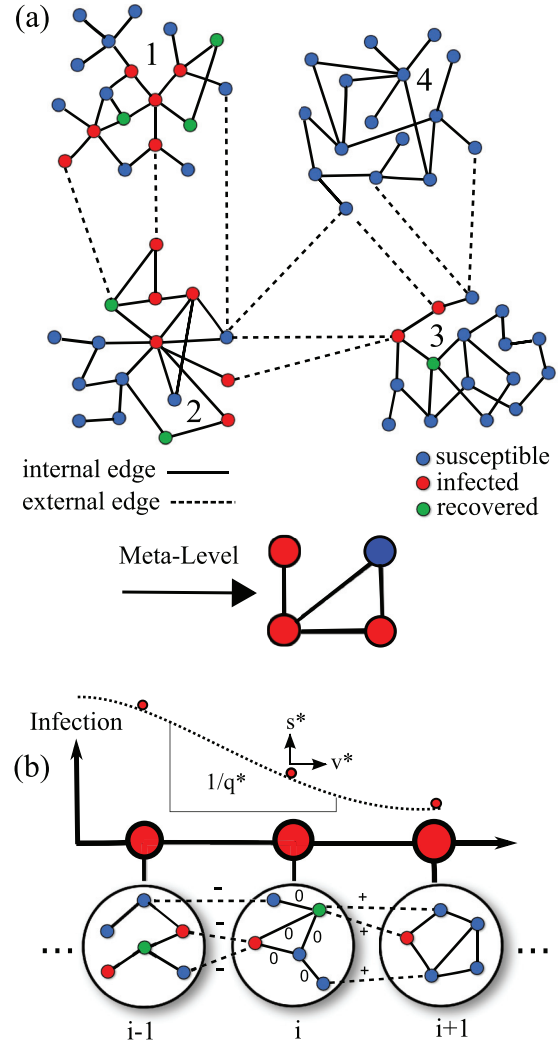 (a)
1
4
3
2
internal edge
external edge
susceptible
infected
recovered
Meta-Level
Infection
s*
v*
1/q*
(b)
- 0 +
- 0 0 0 +
- 0 0 +
... ...
i-1 i i+1